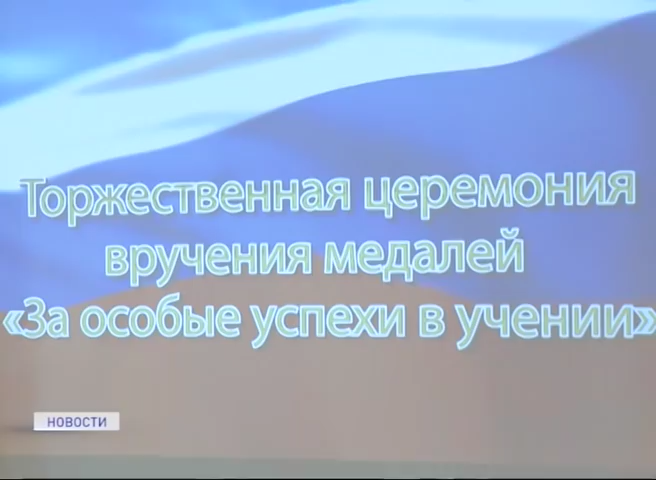 Торжественная церемония
вручения медалей
«За особые успехи в учении»
НОВОСТИ